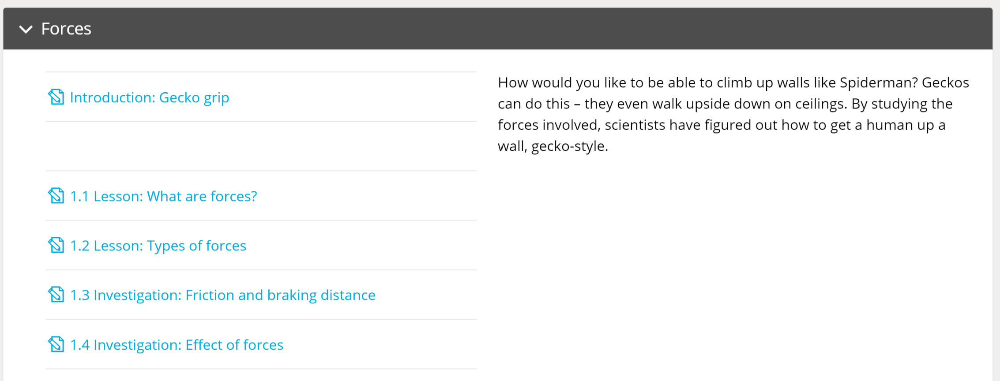 Forces
Introduction: Gecko grip
1.1 Lesson: What are forces?
1.2 Lesson: Types of forces
1.3 Investigation: Friction and braking distance
1.4 Investigation: Effect of forces
How would you like to be able to climb up walls like Spiderman? Geckos
can do this – they even walk upside down on ceilings. By studying the
forces involved, scientists have figured out how to get a human up a
wall, gecko-style.